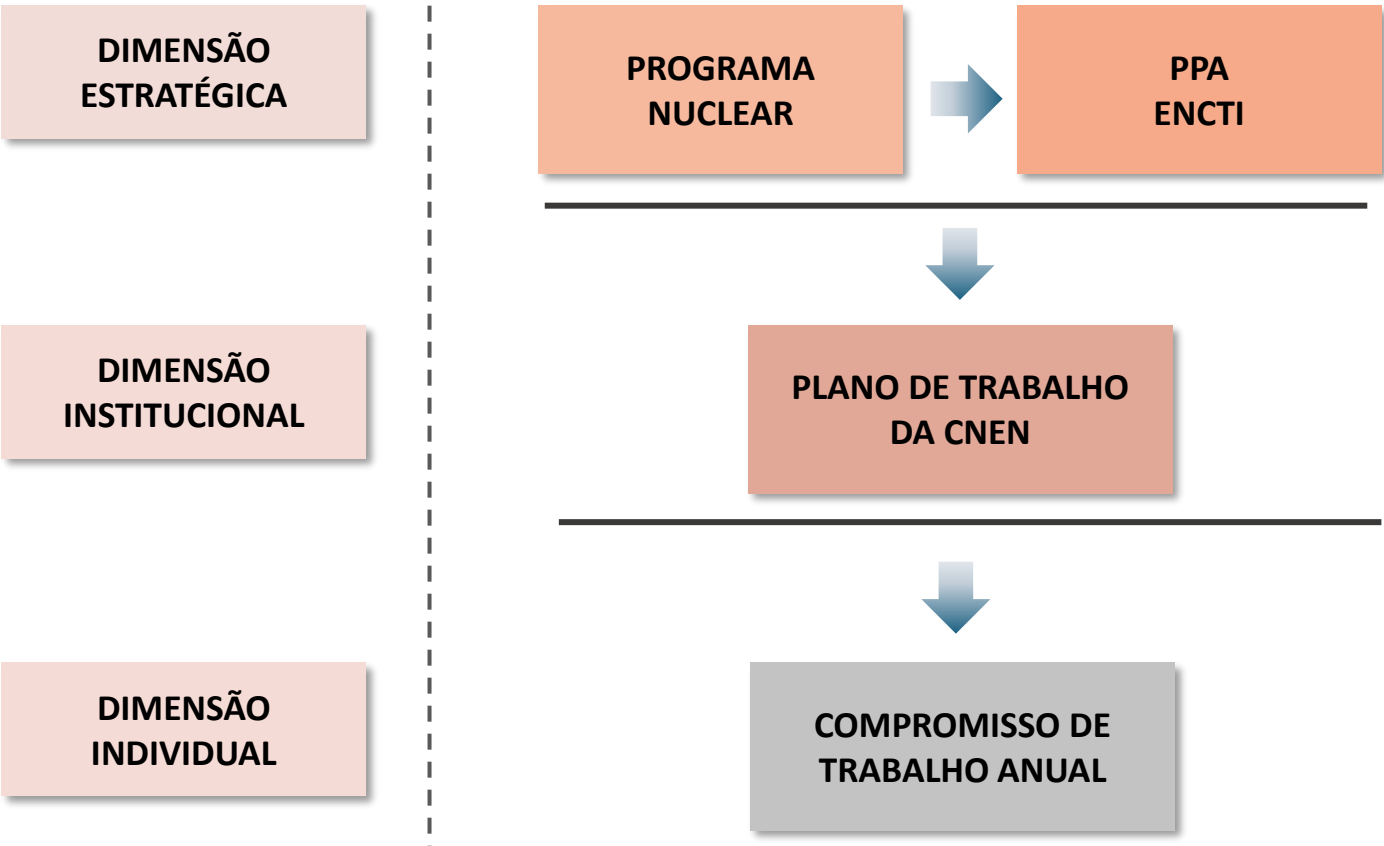 DIMENSÃO
ESTRATÉGICA
PROGRAMA
NUCLEAR
PPA
ENCTI
DIMENSÃO
INSTITUCIONAL
PLANO DE TRABALHO
DA CNEN
DIMENSÃO
INDIVIDUAL
COMPROMISSO DE
TRABALHO ANUAL